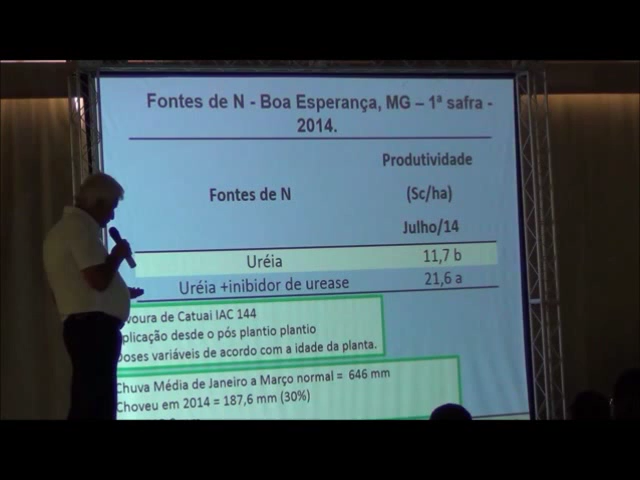 Fontes de N - Boa Esperança, MG – 1ª safra -
2014.
Fontes de N
Produtividade
(Sc/ha)
Julho/14
Uréia 11,7 b
Uréia +inibidor de urease 21,6 a
voura de Catuai IAC 144
plicação desde o pós plantio plantio
Doses variáveis de acordo com a idade da planta.
Chuva Média de Janeiro a Março normal = 646 mm
Choveu em 2014 = 187,6 mm (30%)